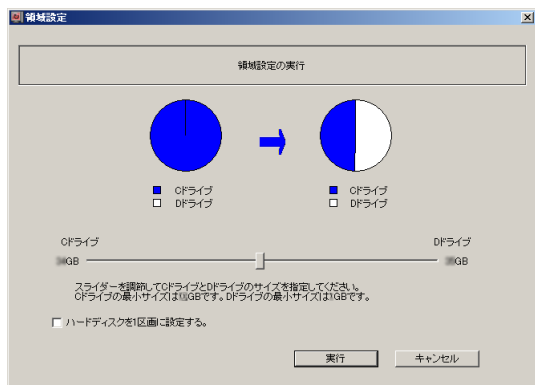 領域設定
領域設定の実行
Cドライブ
Dドライブ
Cドライブ
Dドライブ
Cドライブ
Dドライブ
GB
GB
スライダーを調節してCドライブとDドライブのサイズを指定してください。
Cドライブの最小サイズは GBです。Dドライブの最小サイズは1GBです。
ハードディスクを1区画に設定する。
実行
キャンセル